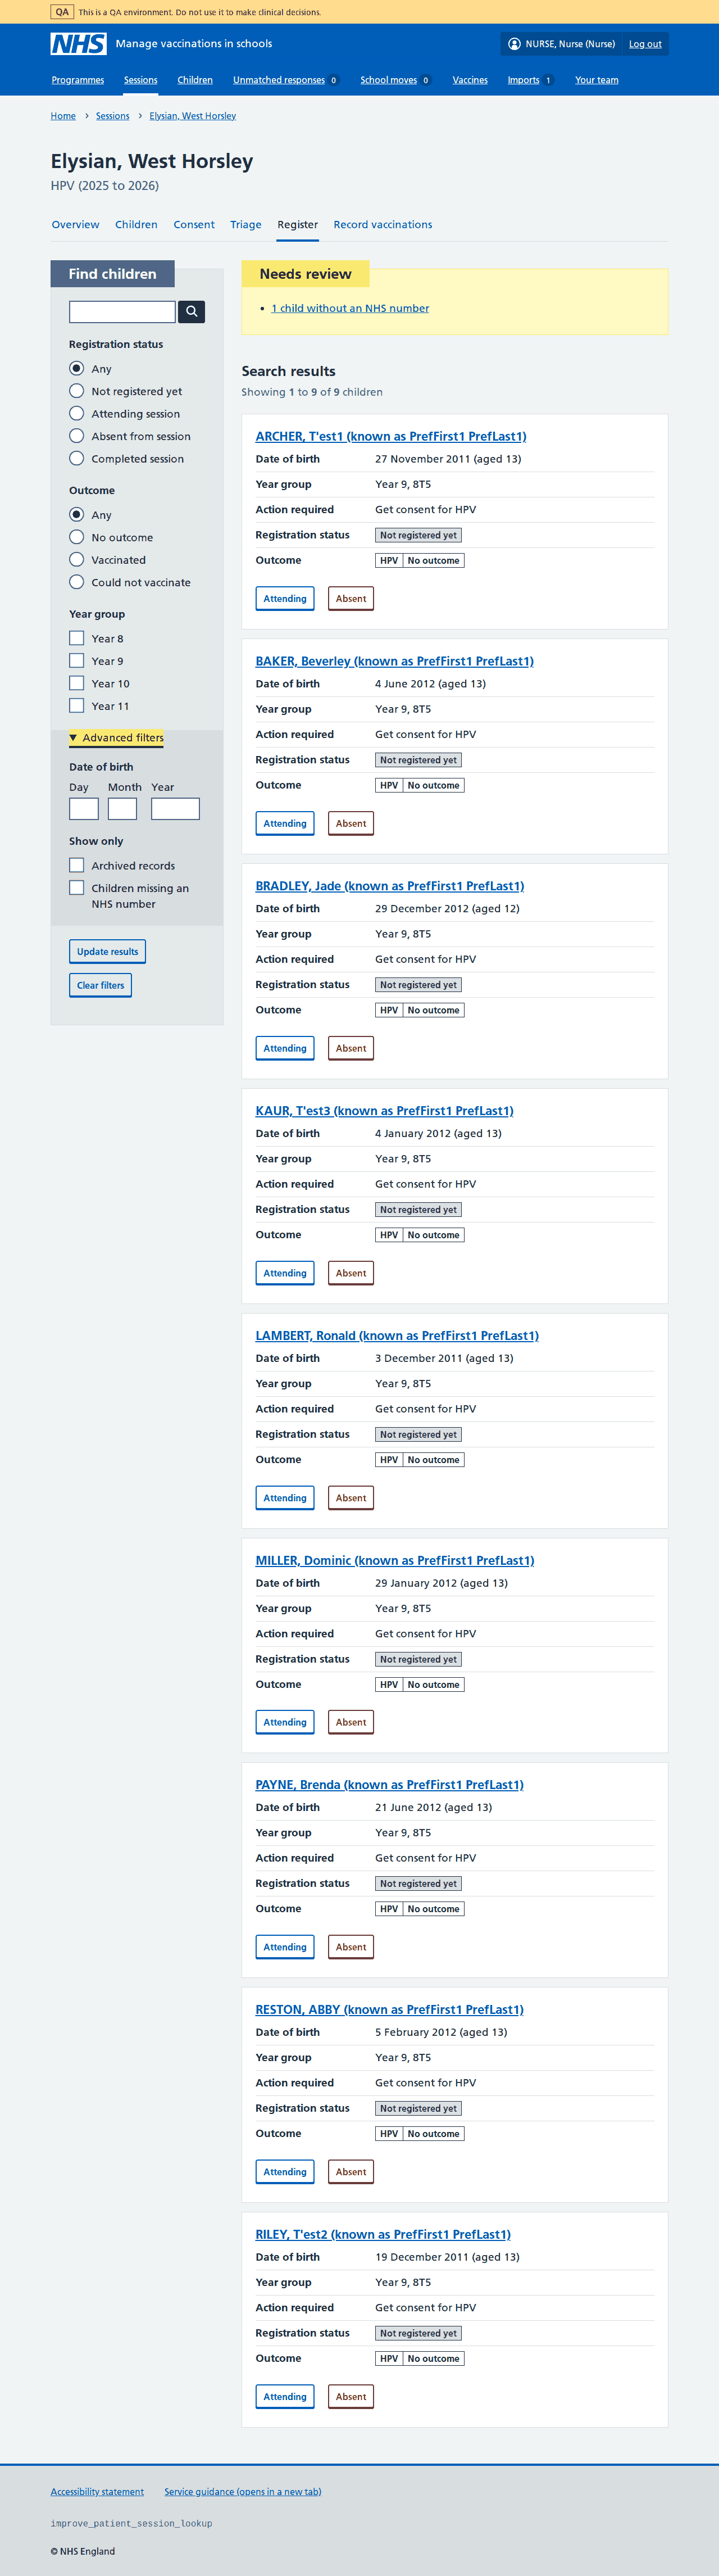 QA This is a QA environment. Do not use it to make clinical decisions.
NHS Manage vaccinations in schools NURSE, Nurse (Nurse) Log out
Programmes Sessions Children Unmatched responses 0 School moves 0 Vaccines Imports 1 Your team
Home Sessions Elysian, West Horsley
Elysian, West Horsley
HPV (2025 to 2026)
Overview Children Consent Triage Register Record vaccinations
Find children
Registration status
Any
Not registered yet
Attending session
Absent from session
Completed session
Outcome
Any
No outcome
Vaccinated
Could not vaccinate
Year group
Year 8
Year 9
Year 10
Year 11
Advanced filters
Date of birth
Day Month Year
Show only
Archived records
Children missing an
NHS number
Update results
Clear filters
Needs review
1 child without an NHS number
Search results
Showing 1 to 9 of 9 children
ARCHER, T'est1 (known as PrefFirst1 PrefLast1)
Date of birth 27 November 2011 (aged 13)
Year group Year 9, 8T5
Action required Get consent for HPV
Registration status Not registered yet
Outcome HPV No outcome
Attending Absent
BAKER, Beverley (known as PrefFirst1 PrefLast1)
Date of birth 4 June 2012 (aged 13)
Year group Year 9, 8T5
Action required Get consent for HPV
Registration status Not registered yet
Outcome HPV No outcome
Attending Absent
BRADLEY, Jade (known as PrefFirst1 PrefLast1)
Date of birth 29 December 2012 (aged 12)
Year group Year 9, 8T5
Action required Get consent for HPV
Registration status Not registered yet
Outcome HPV No outcome
Attending Absent
KAUR, T'est3 (known as PrefFirst1 PrefLast1)
Date of birth 4 January 2012 (aged 13)
Year group Year 9, 8T5
Action required Get consent for HPV
Registration status Not registered yet
Outcome HPV No outcome
Attending Absent
LAMBERT, Ronald (known as PrefFirst1 PrefLast1)
Date of birth 3 December 2011 (aged 13)
Year group Year 9, 8T5
Action required Get consent for HPV
Registration status Not registered yet
Outcome HPV No outcome
Attending Absent
MILLER, Dominic (known as PrefFirst1 PrefLast1)
Date of birth 29 January 2012 (aged 13)
Year group Year 9, 8T5
Action required Get consent for HPV
Registration status Not registered yet
Outcome HPV No outcome
Attending Absent
PAYNE, Brenda (known as PrefFirst1 PrefLast1)
Date of birth 21 June 2012 (aged 13)
Year group Year 9, 8T5
Action required Get consent for HPV
Registration status Not registered yet
Outcome HPV No outcome
Attending Absent
RESTON, ABBY (known as PrefFirst1 PrefLast1)
Date of birth 5 February 2012 (aged 13)
Year group Year 9, 8T5
Action required Get consent for HPV
Registration status Not registered yet
Outcome HPV No outcome
Attending Absent
RILEY, T'est2 (known as PrefFirst1 PrefLast1)
Date of birth 19 December 2011 (aged 13)
Year group Year 9, 8T5
Action required Get consent for HPV
Registration status Not registered yet
Outcome HPV No outcome
Attending Absent
Accessibility statement Service guidance (opens in a new tab)
improve_patient_session_lookup
© NHS England